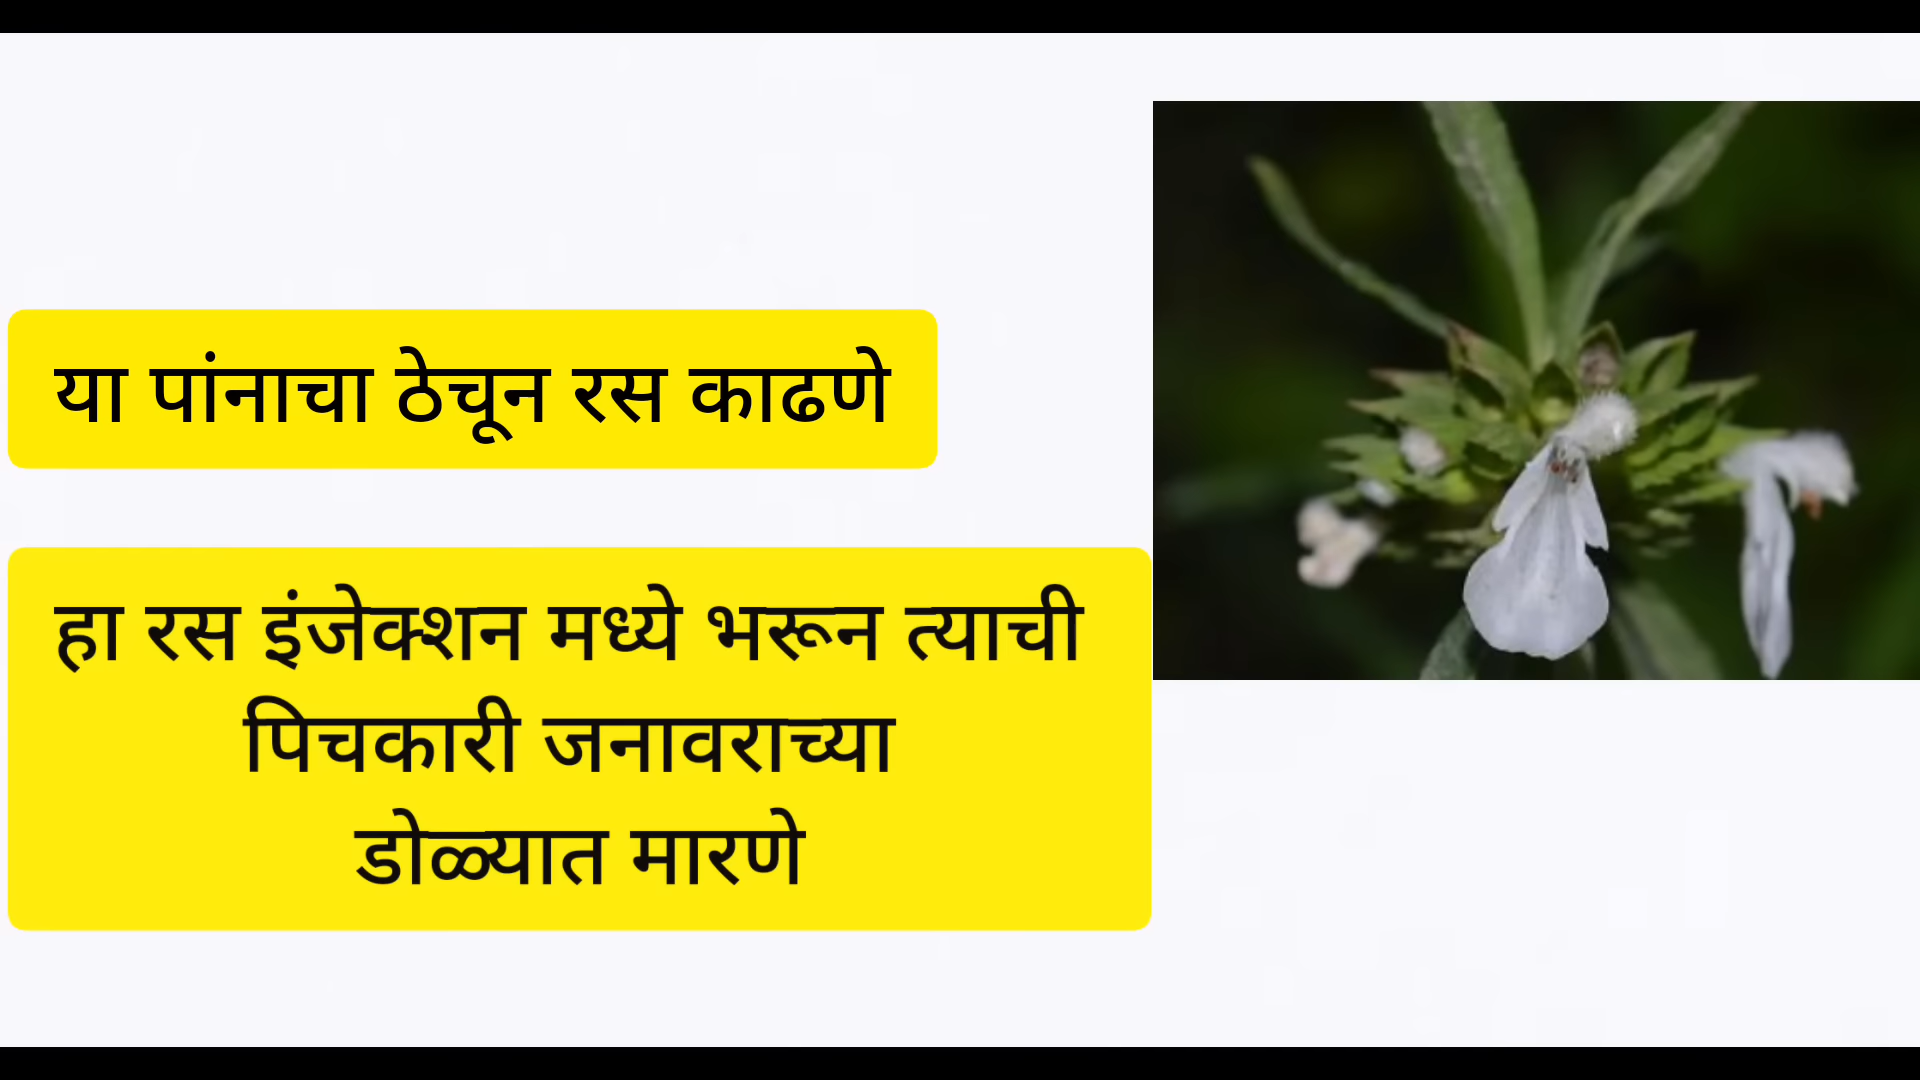 या पांनाचा ठेचून रस काढणे
हा रस इंजेक्शन मध्ये भरून त्याची
पिचकारी जनावराच्या
डोळ्यात मारणे